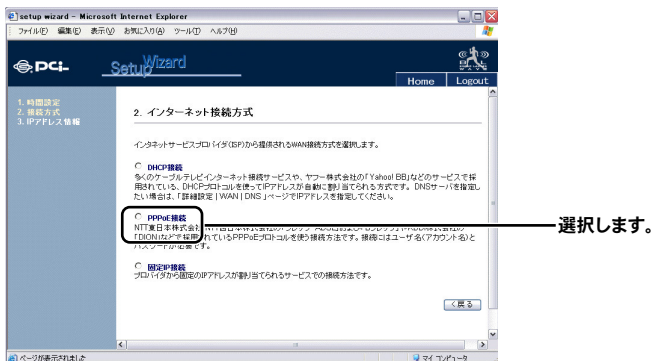 setup wizard - Microsoft Internet Explorer
ファイル(F) 編集(E) 表示(V) お気に入り(A) ツール(T) ヘルプ(H)
PCi
Setup Wizard
Home Logout
1. 時間設定
2. 接続方式
3. IPアドレス情報
2. インターネット接続方式
インタネットサービスプロバイダ(ISP)から提供されるWAN接続方式を選択します。
DHCP接続
多くのケーブルテレビインターネット接続サービスや、ヤフー株式会社の「Yahoo! BB」などのサービスで採
用されている、DHCPプロトコルを使ってIPアドレスが自動に割り当てられる方式です。DNSサーバを指定し
たい場合は、「詳細設定 | WAN | DNS」ページでIPアドレスを指定してください。
PPPoE接続
NTT東日本株式会社
「DION」などで採用されているPPPoEプロトコルを使う接続方法です。接続にはユーザ名(アカウント名)と
パスワードが必要です。
固定IP接続
プロバイダから固定のIPアドレスが割り当てられるサービスでの接続方法です。
<戻る
選択します。
ページが表示されました
マイ コンピュータ